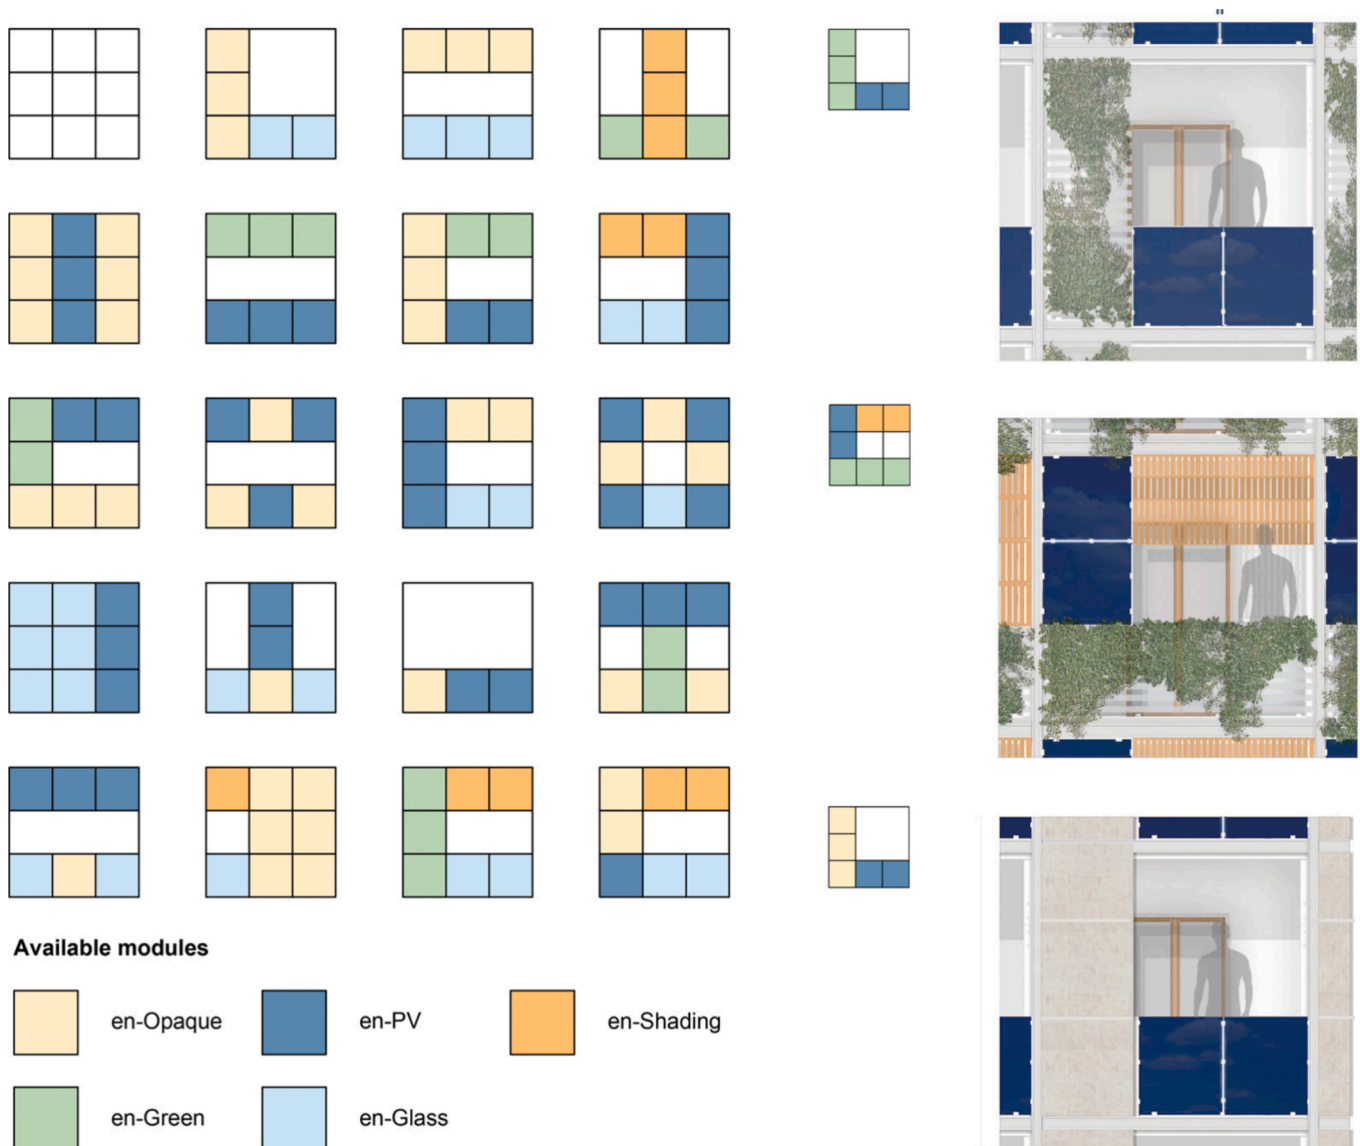 Available modules
en-Opaque
en-PV
en-Shading
en-Green
en-Glass